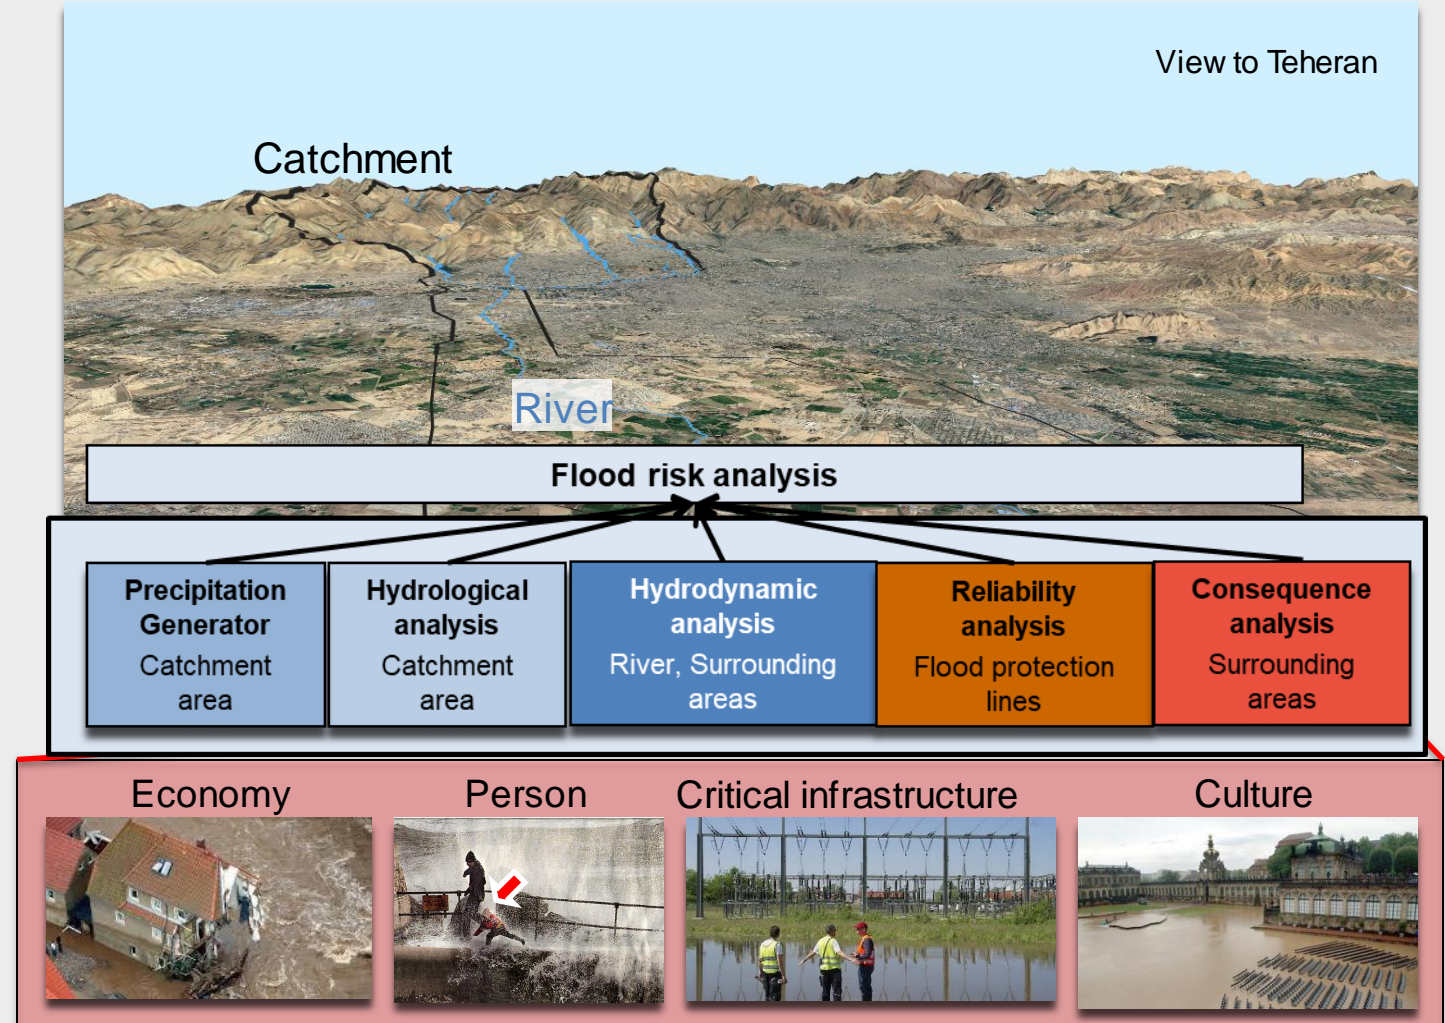 View to Teheran
Catchment
River
Flood risk analysis
Precipitation
Generator
Catchment
area
Hydrological
analysis
Catchment
area
Hydrodynamic
analysis
River, Surrounding
areas
Reliability
analysis
Flood protection
lines
Consequence
analysis
Surrounding
areas
Economy
Person
Critical infrastructure
Culture